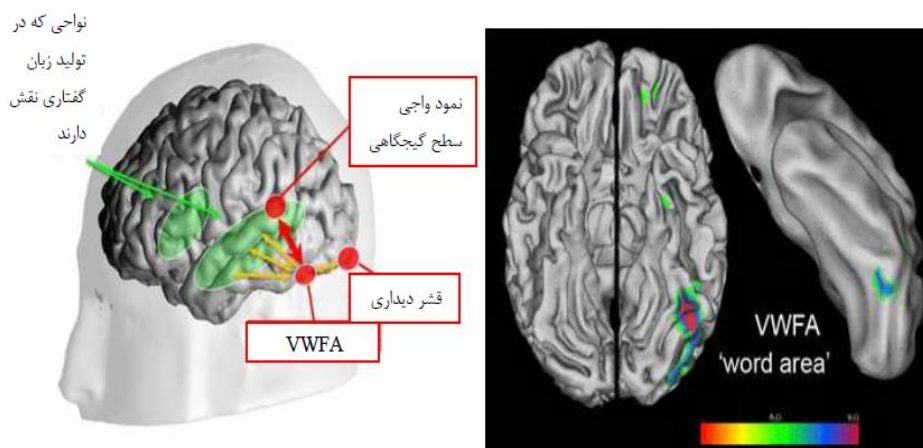 نواحی که در
تولید زبان
گفتاری نقش
دارند
نمود واجی
سطح گیجگاهی
قشر دیداری
VWFA
VWFA
‘word area’